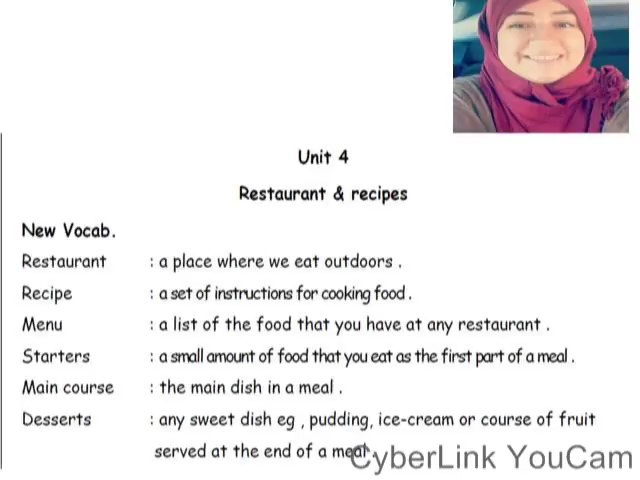 Unit 4
Restaurant & recipes
New Vocab.
Restaurant : a place where we eat outdoors .
Recipe : a set of instructions for cooking food .
Menu : a list of the food that you have at any restaurant .
Starters : a small amount of food that you eat as the first part of a meal .
Main course : the main dish in a meal .
Desserts : any sweet dish eg , pudding, ice-cream or course of fruit
served at the end of a meal .
CyberLink YouCam